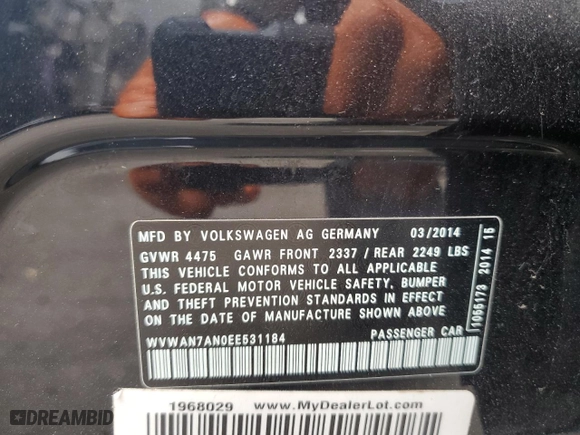 MFD BY VOLKSWAGEN AG GERMANY 03/2014
GVWR 4475 GAWR FRONT 2337 / REAR 2249 LBS
THIS VEHICLE CONFORMS TO ALL APPLICABLE
U.S. FEDERAL MOTOR VEHICLE SAFETY, BUMPER
AND THEFT PREVENTION STANDARDS IN EFFECT
ON THE DATE OF MANUFACTURE SHOWN ABOVE
WVWAN7AN0EE531184 PASSENGER CAR
1055173 2014 15
1968029 www.MyDealerLot.com
DREAMBID